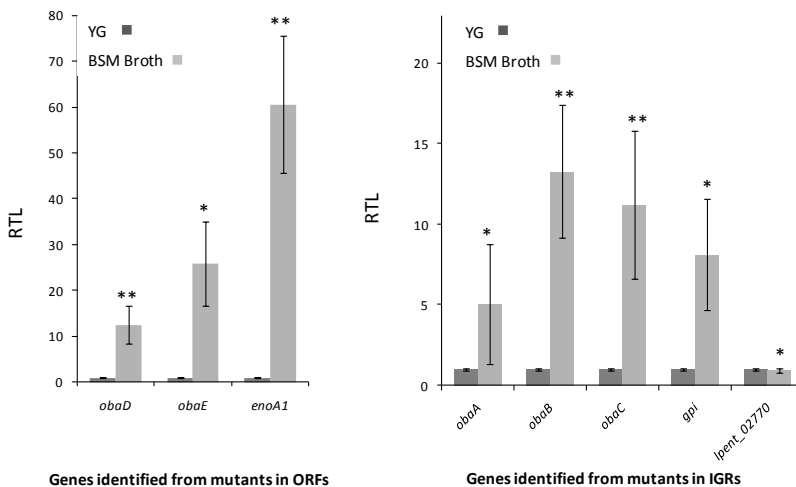 80
70
60
50
40
30
20
10
0
RTL
YG
BSM Broth
**
*
**
obaD
obaE
enoA1
Genes identified from mutants in ORFs
20
15
10
5
0
RTL
YG
BSM Broth
*
**
**
*
*
obaA
obaB
obaC
gpi
lpent_02770
Genes identified from mutants in IGRs